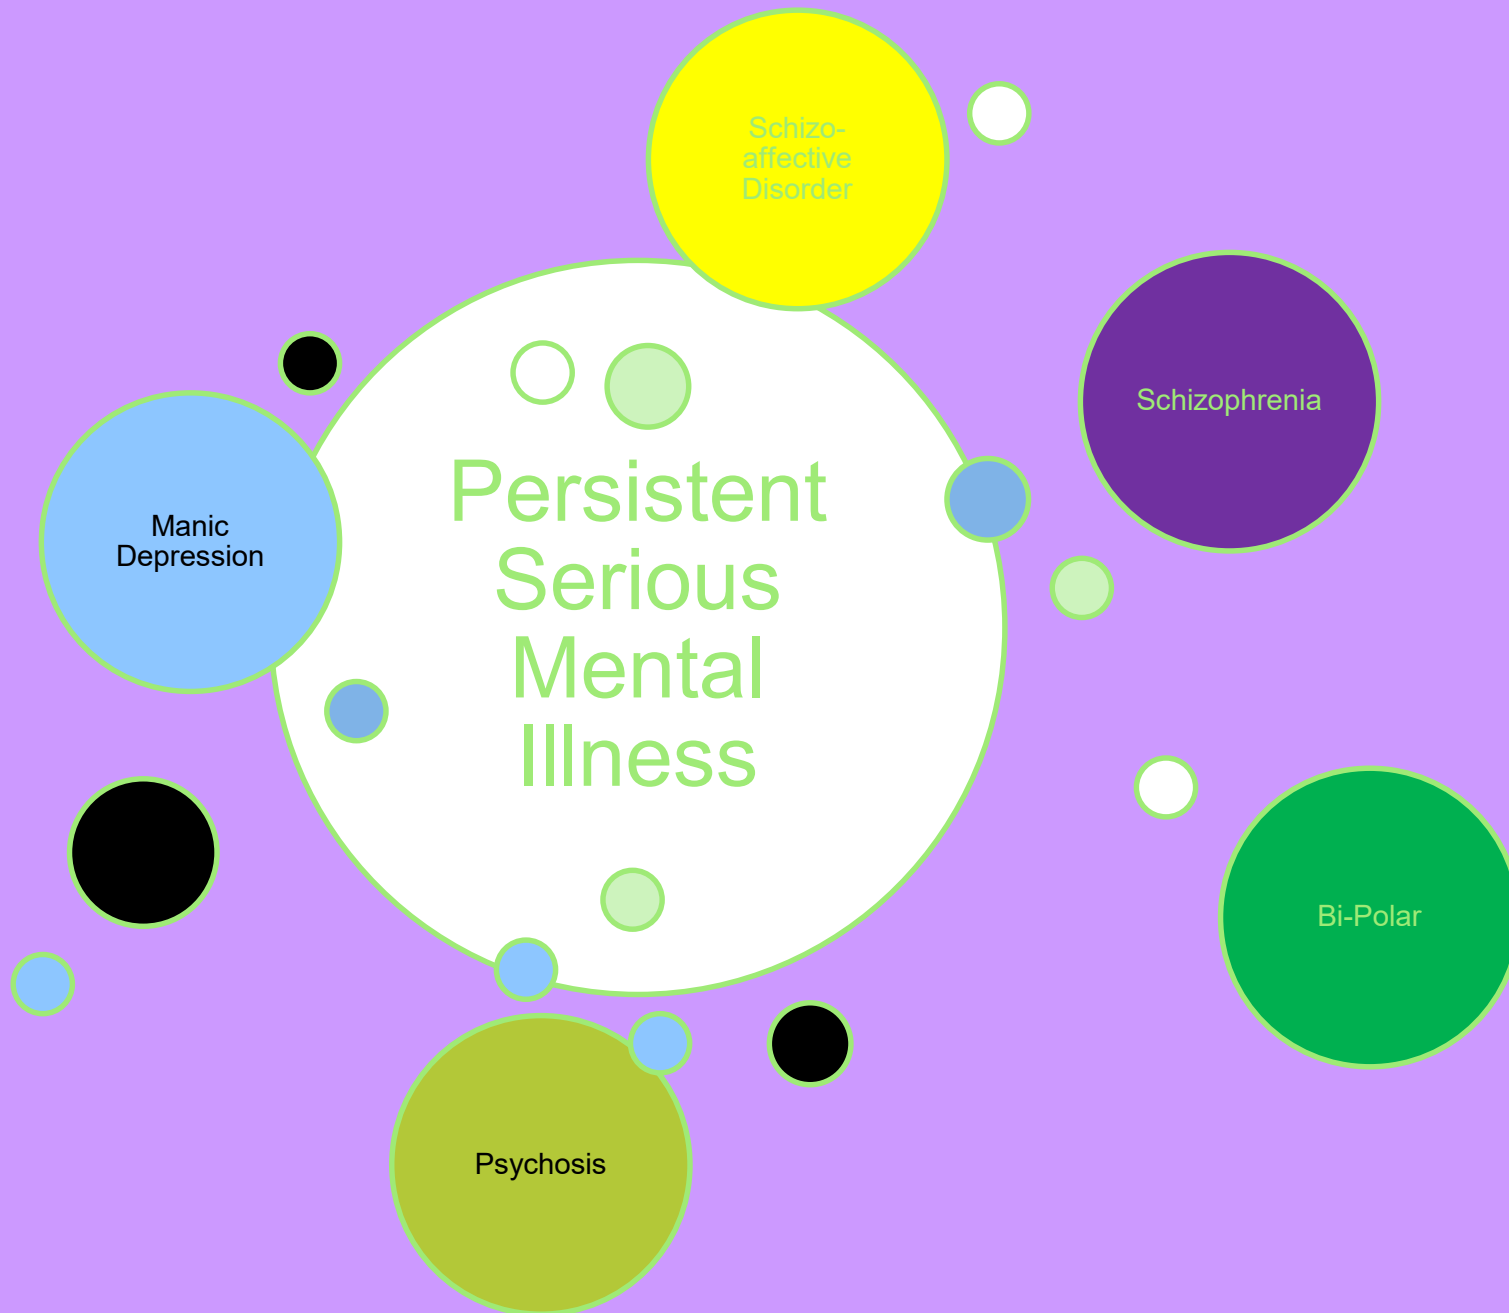 Schizo-
affective
Disorder
Schizophrenia
Persistent
Serious
Mental
Illness
Manic
Depression
Bi-Polar
Psychosis